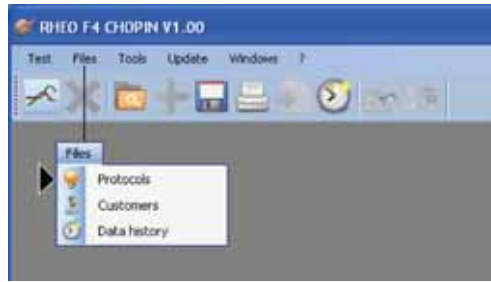 RHEO F4 CHOPIN V1.00
Test Files Tools Update Windows ?
Files
Protocols
Customers
Data history